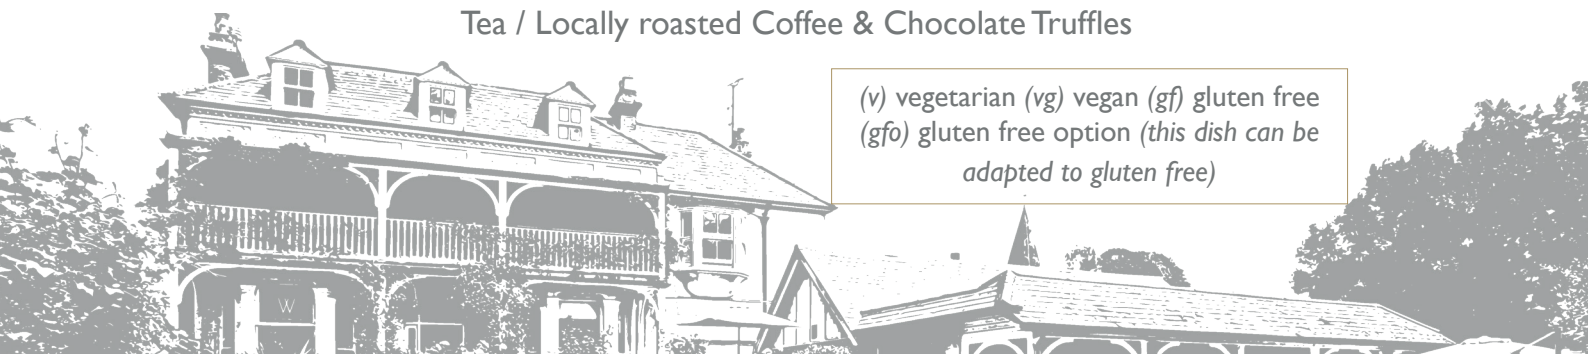 Tea / Locally roasted Coffee & Chocolate Truffles
(v) vegetarian (vg) vegan (gf) gluten free
(gfo) gluten free option (this dish can be
adapted to gluten free)
W